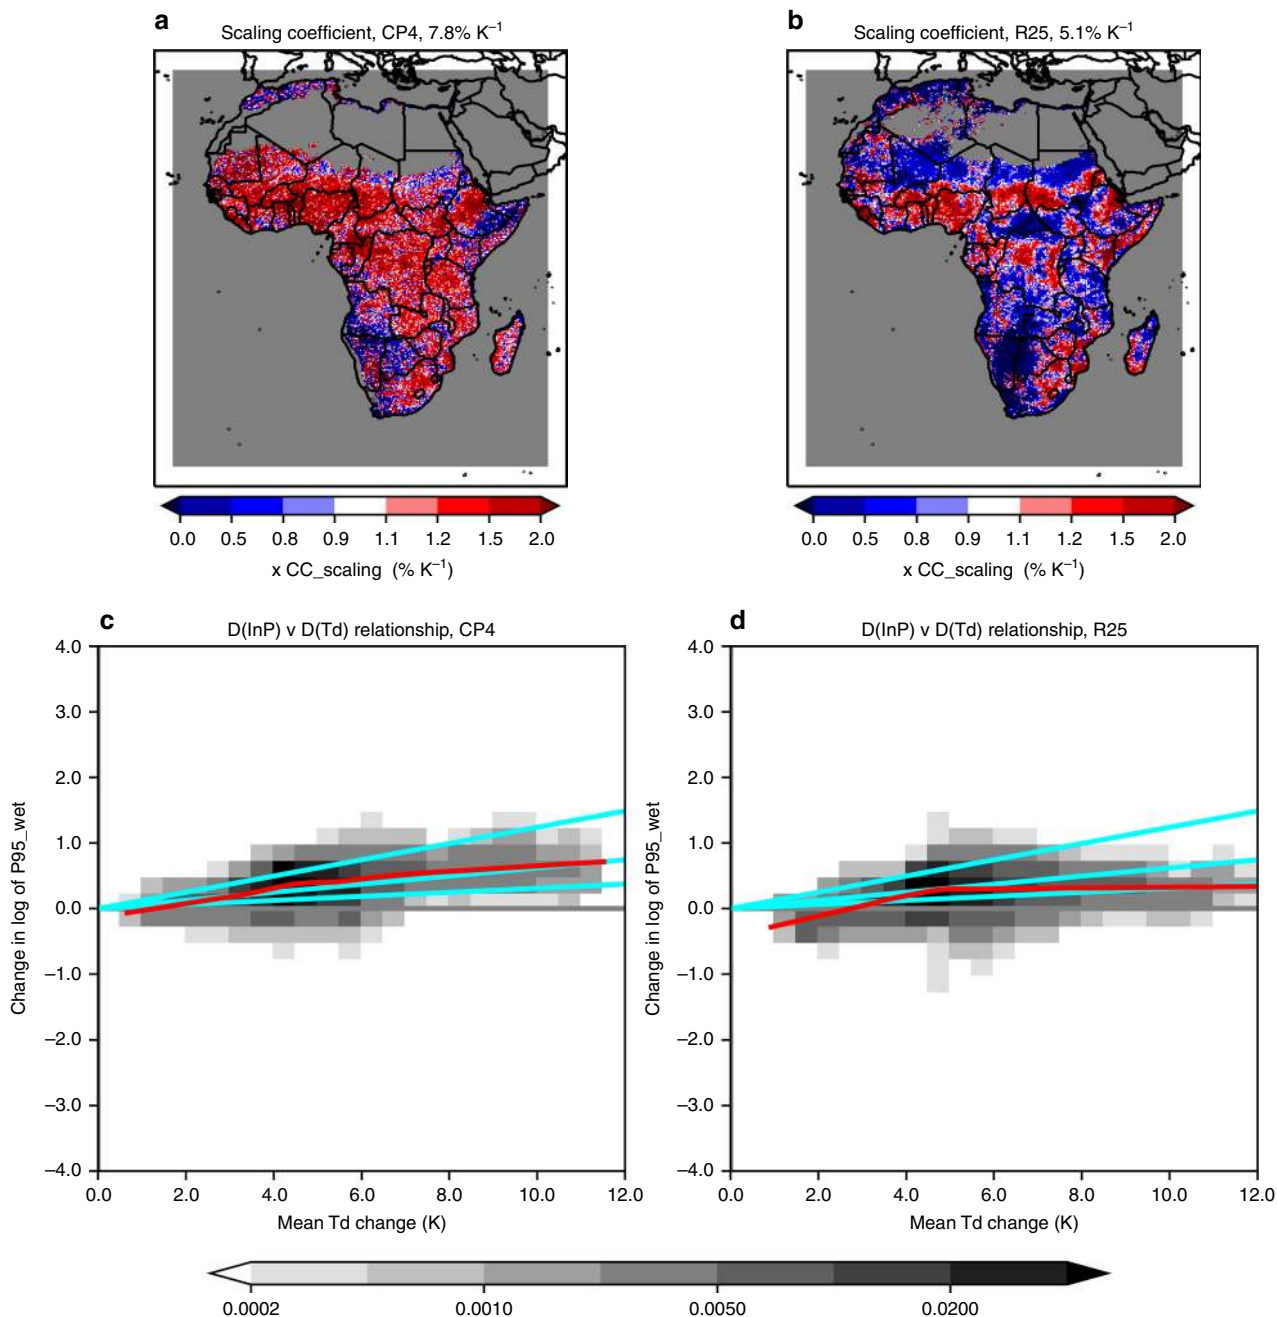 a
b
Scaling coefficient, CP4, 7.8% K⁻¹
Scaling coefficient, R25, 5.1% K⁻¹
0.0 0.5 0.8 0.9 1.1 1.2 1.5 2.0
x CC_scaling (% K⁻¹)
0.0 0.5 0.8 0.9 1.1 1.2 1.5 2.0
x CC_scaling (% K⁻¹)
c
D(InP) v D(Td) relationship, CP4
Change in log of P95_wet
4.0
3.0
2.0
1.0
0.0
−1.0
−2.0
−3.0
−4.0
0.0 2.0 4.0 6.0 8.0 10.0 12.0
Mean Td change (K)
d
D(InP) v D(Td) relationship, R25
Change in log of P95_wet
4.0
3.0
2.0
1.0
0.0
−1.0
−2.0
−3.0
−4.0
0.0 2.0 4.0 6.0 8.0 10.0 12.0
Mean Td change (K)
0.0002 0.0010 0.0050 0.0200